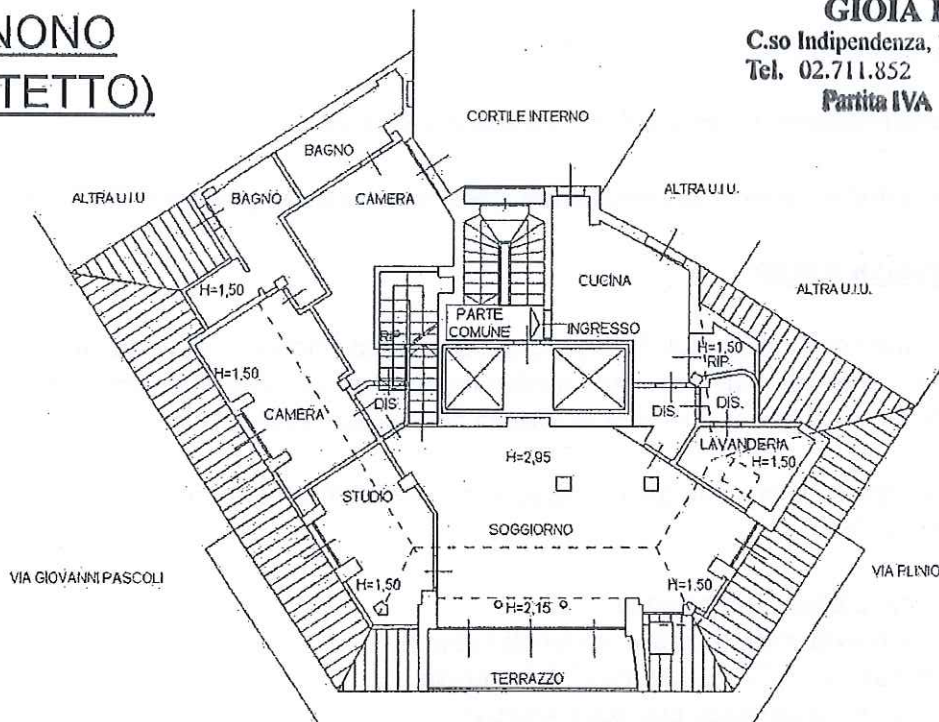 NONO
TETTO)
GIOIA
C.so Indipendenza,
Tel. 02.711.852
Partita IVA
CORTILE INTERNO
BAGNO
ALTRA U.I.U
BAGNO
CAMERA
ALTRA U.I.U.
CUCINA
ALTRA U.I.U.
H=1,50
PARTE
COMUNE
INGRESSO
RIP.
H=1,50
RIP.
H=1,50
CAMERA
DIS
DIS.
DIS.
LAVANDERIA
H=1,50
H=2,95
STUDIO
SOGGIORNO
VIA GIOVANNI PASCOLI
VIA PLINIO
H=1,50
H=1,50
H=2,15
TERRAZZO